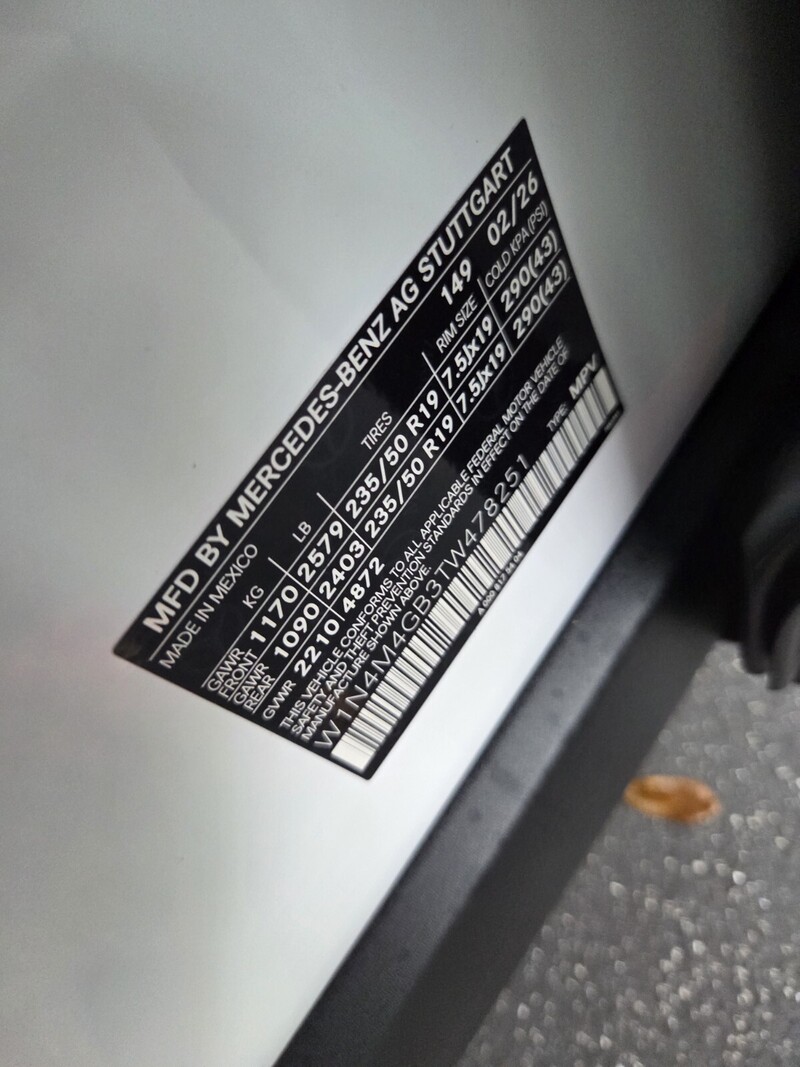 MFD BY MERCEDES-BENZ AG STUTTGART
MADE IN MEXICO 149 02/26
KG LB TIRES RIM SIZE COLD KPA (PSI)
GAWR FRONT 1170 2579 235/50 R19 7.5Jx19 290(43)
GAWR REAR 1090 2403 235/50 R19 7.5Jx19 290(43)
GVWR 2210 4872
THIS VEHICLE CONFORMS TO ALL APPLICABLE FEDERAL MOTOR VEHICLE
SAFETY AND THEFT PREVENTION STANDARDS IN EFFECT ON THE DATE OF
MANUFACTURE SHOWN ABOVE.
W1N4M4GB3TW478251 TYPE: MPV